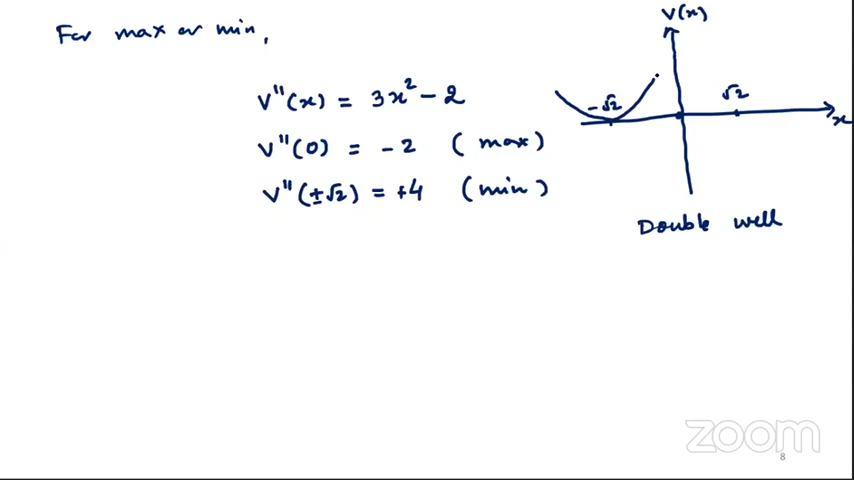 For max or min,
V(x)
V"(x) = 3x² - 2
-√2
√2
x
V"(0) = -2 (max)
V"(±√2) = +4 (min)
Double well
zoom
8